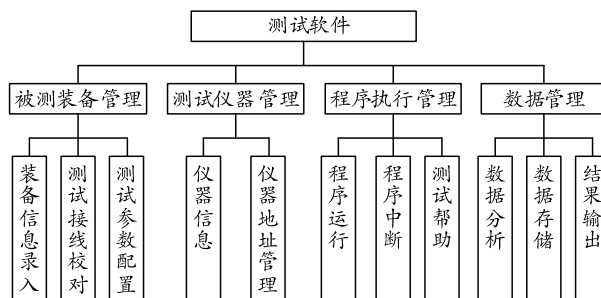 测试软件
被测装备管理
测试仪器管理
程序执行管理
数据管理
装备信息录入
测试接线校对
测试参数配置
仪器信息
仪器地址管理
程序运行
程序中断
测试帮助
数据分析
数据存储
结果输出